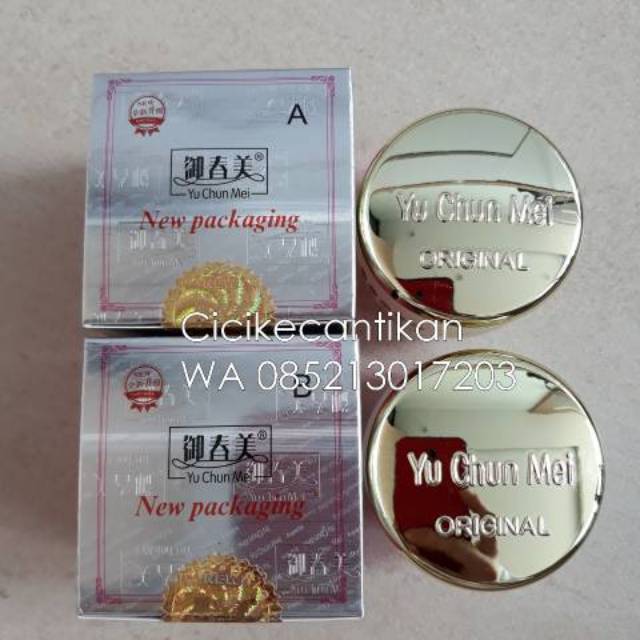 NEW
A
御春美®
Yu Chun Mei
New packaging
Yu Chun Mei
ORIGINAL
Cicikecantikan
WA 085213017203
B
御春美®
Yu Chun Mei
New packaging
Yu Chun Mei
ORIGINAL